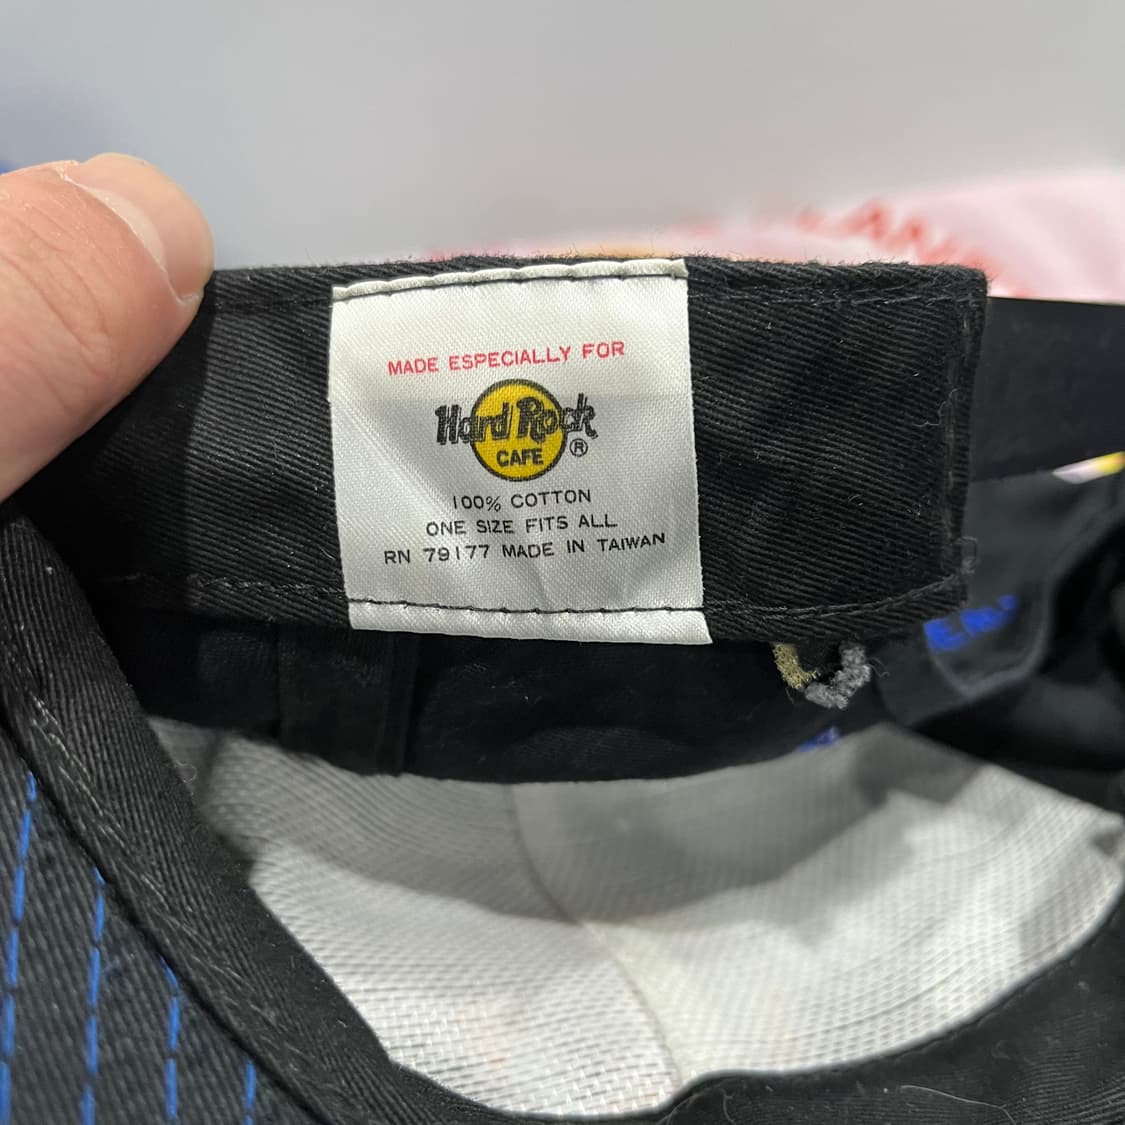 MADE ESPECIALLY FOR
Hard Rock
CAFE ®
100% COTTON
ONE SIZE FITS ALL
RN 79177 MADE IN TAIWAN